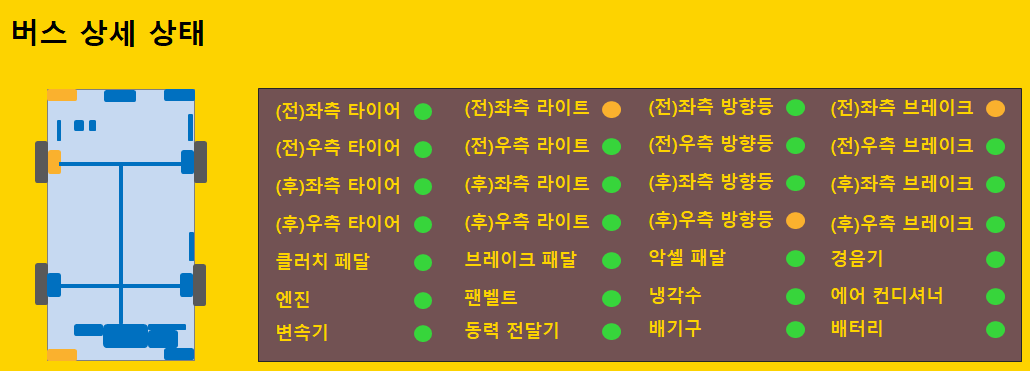 버스 상세 상태
(전)좌측 타이어 (전)좌측 라이트 (전)좌측 방향등 (전)좌측 브레이크
(전)우측 타이어 (전)우측 라이트 (전)우측 방향등 (전)우측 브레이크
(후)좌측 타이어 (후)좌측 라이트 (후)좌측 방향등 (후)좌측 브레이크
(후)우측 타이어 (후)우측 라이트 (후)우측 방향등 (후)우측 브레이크
클러치 페달 브레이크 패달 악셀 패달 경음기
엔진 팬벨트 냉각수 에어 컨디셔너
변속기 동력 전달기 배기구 배터리